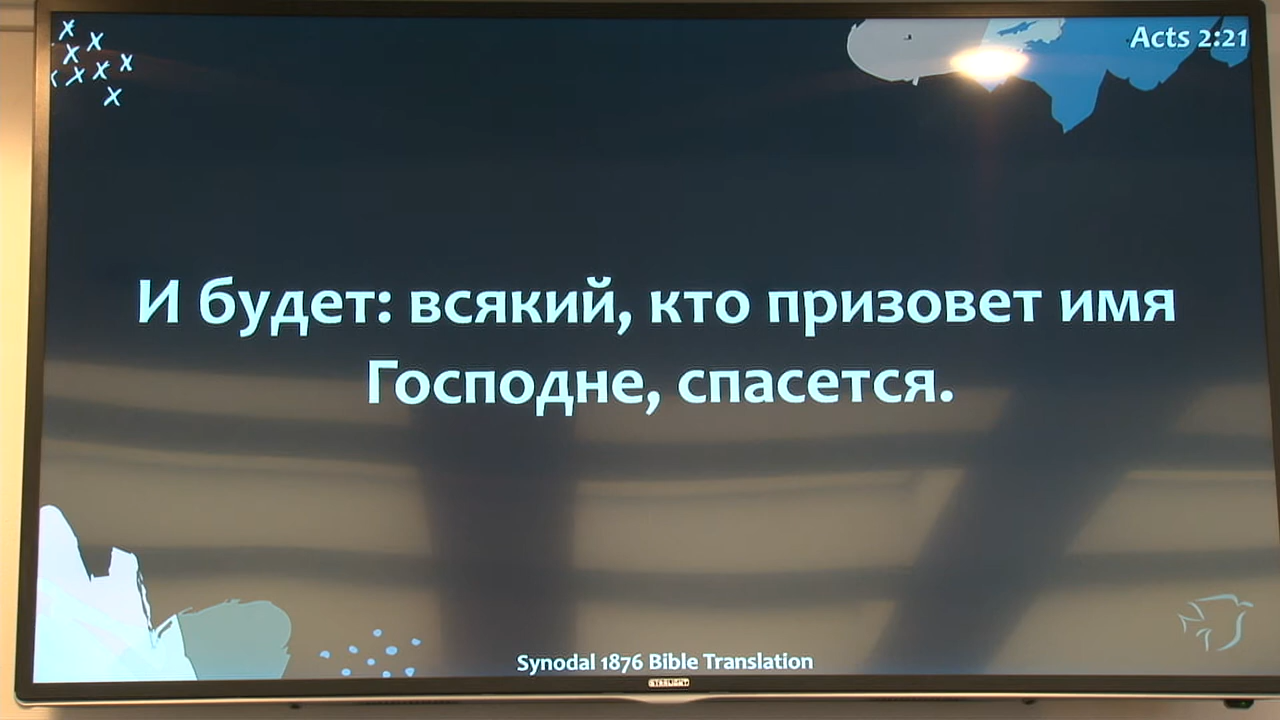 Acts 2:21
И будет: всякий, кто призовет имя
Господне, спасется.
Synodal 1876 Bible Translation